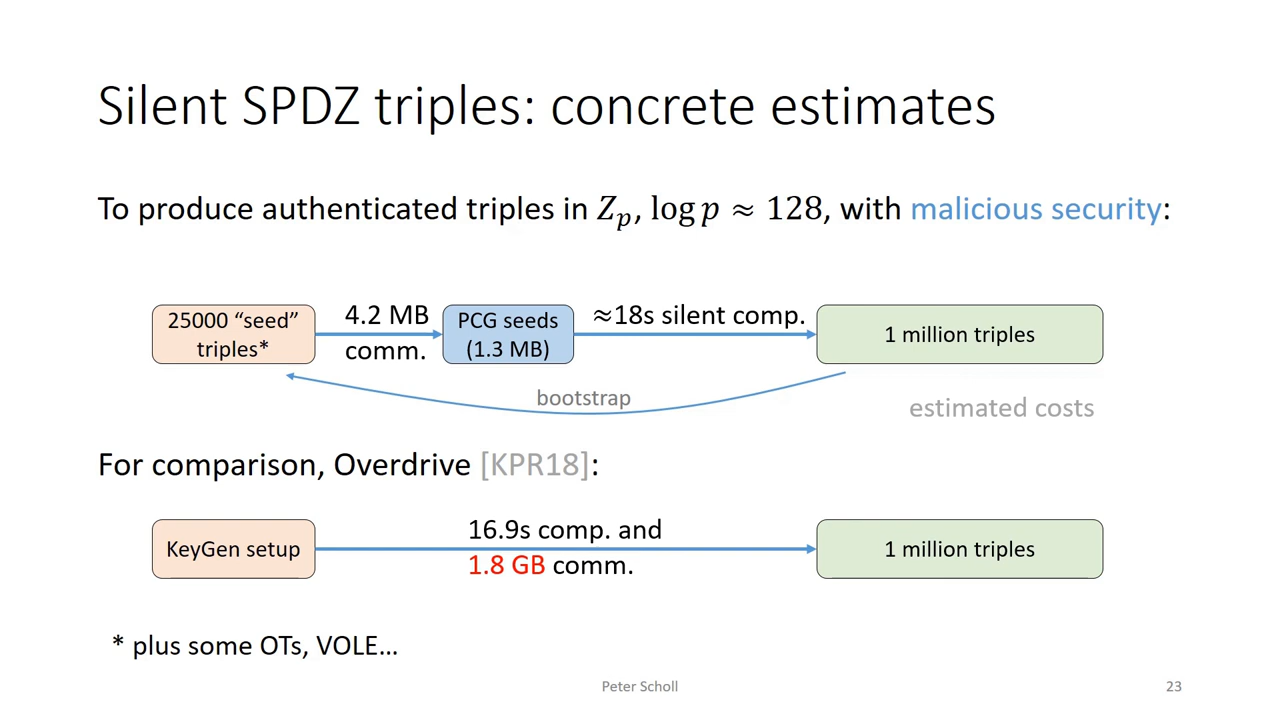 Silent SPDZ triples: concrete estimates
To produce authenticated triples in Z_p, log p ≈ 128, with malicious security:
25000 “seed”
triples*
4.2 MB
comm.
PCG seeds
(1.3 MB)
≈18s silent comp.
1 million triples
bootstrap
estimated costs
For comparison, Overdrive [KPR18]:
KeyGen setup
16.9s comp. and
1.8 GB comm.
1 million triples
* plus some OTs, VOLE…
Peter Scholl
23